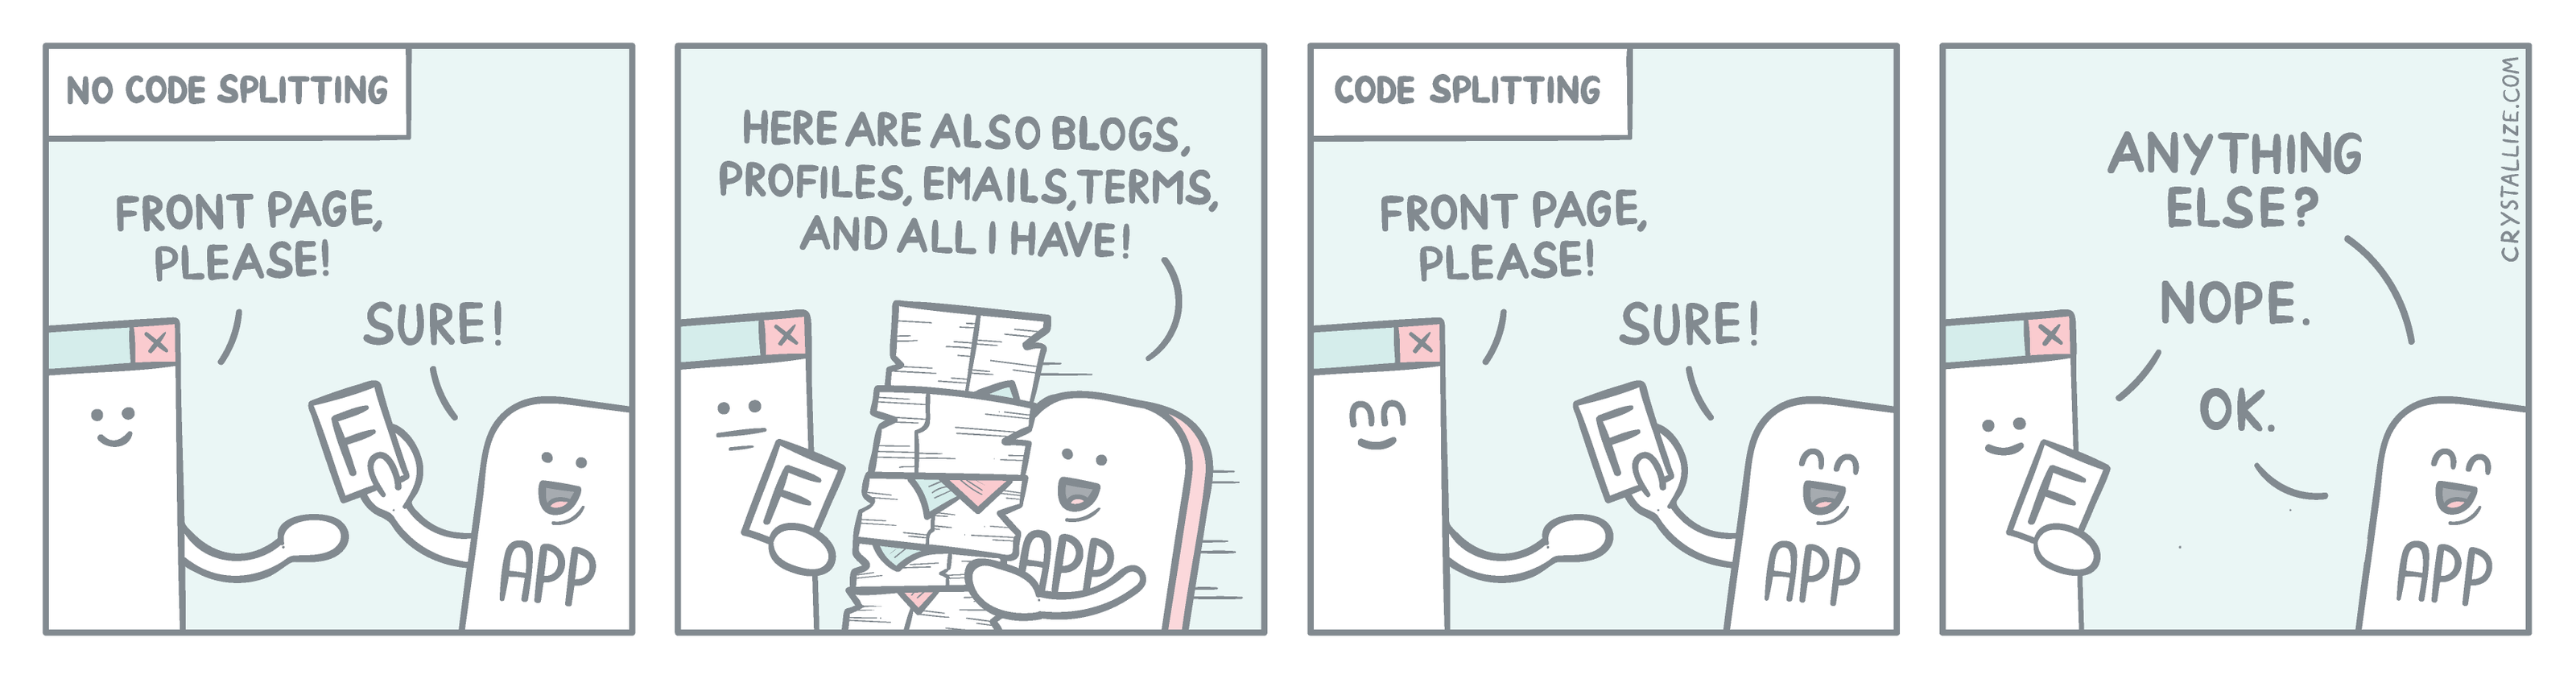 NO CODE SPLITTING
FRONT PAGE,
PLEASE!
SURE!
F
APP
HERE ARE ALSO BLOGS,
PROFILES, EMAILS, TERMS,
AND ALL I HAVE!
F
APP
CODE SPLITTING
FRONT PAGE,
PLEASE!
SURE!
F
APP
ANYTHING
ELSE?
NOPE.
OK.
F
APP
CRYSTALLIZE.COM